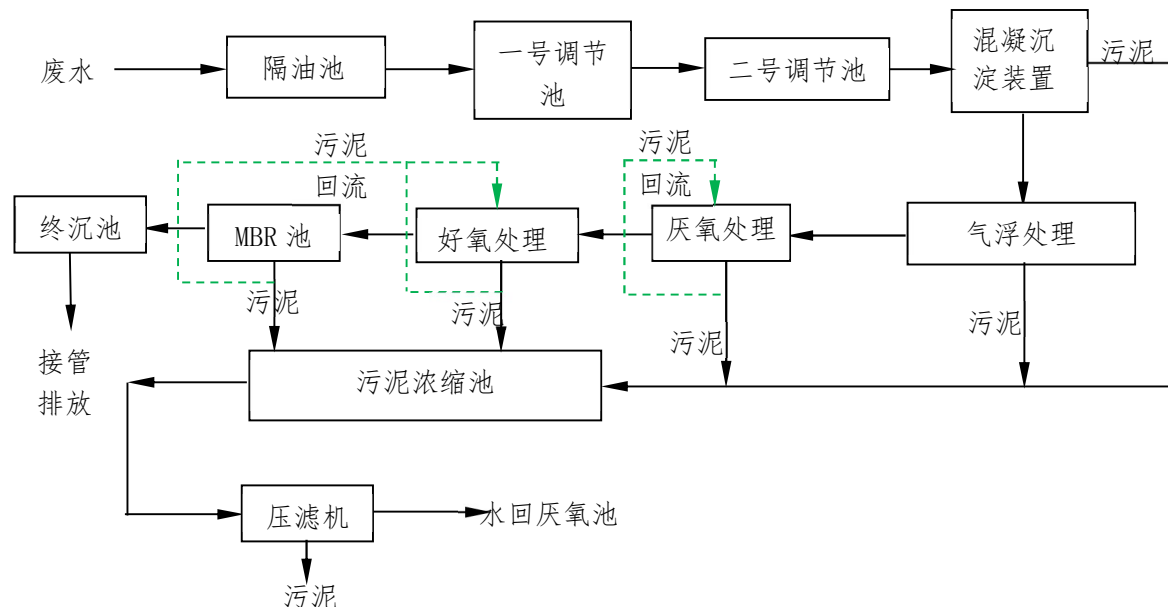 废水
隔油池
一号调节
池
二号调节池
混凝沉
淀装置
污泥
污泥
回流
污泥
回流
终沉池
MBR 池
好氧处理
厌氧处理
气浮处理
污泥
污泥
污泥
污泥
接管
排放
污泥浓缩池
压滤机
水回厌氧池
污泥